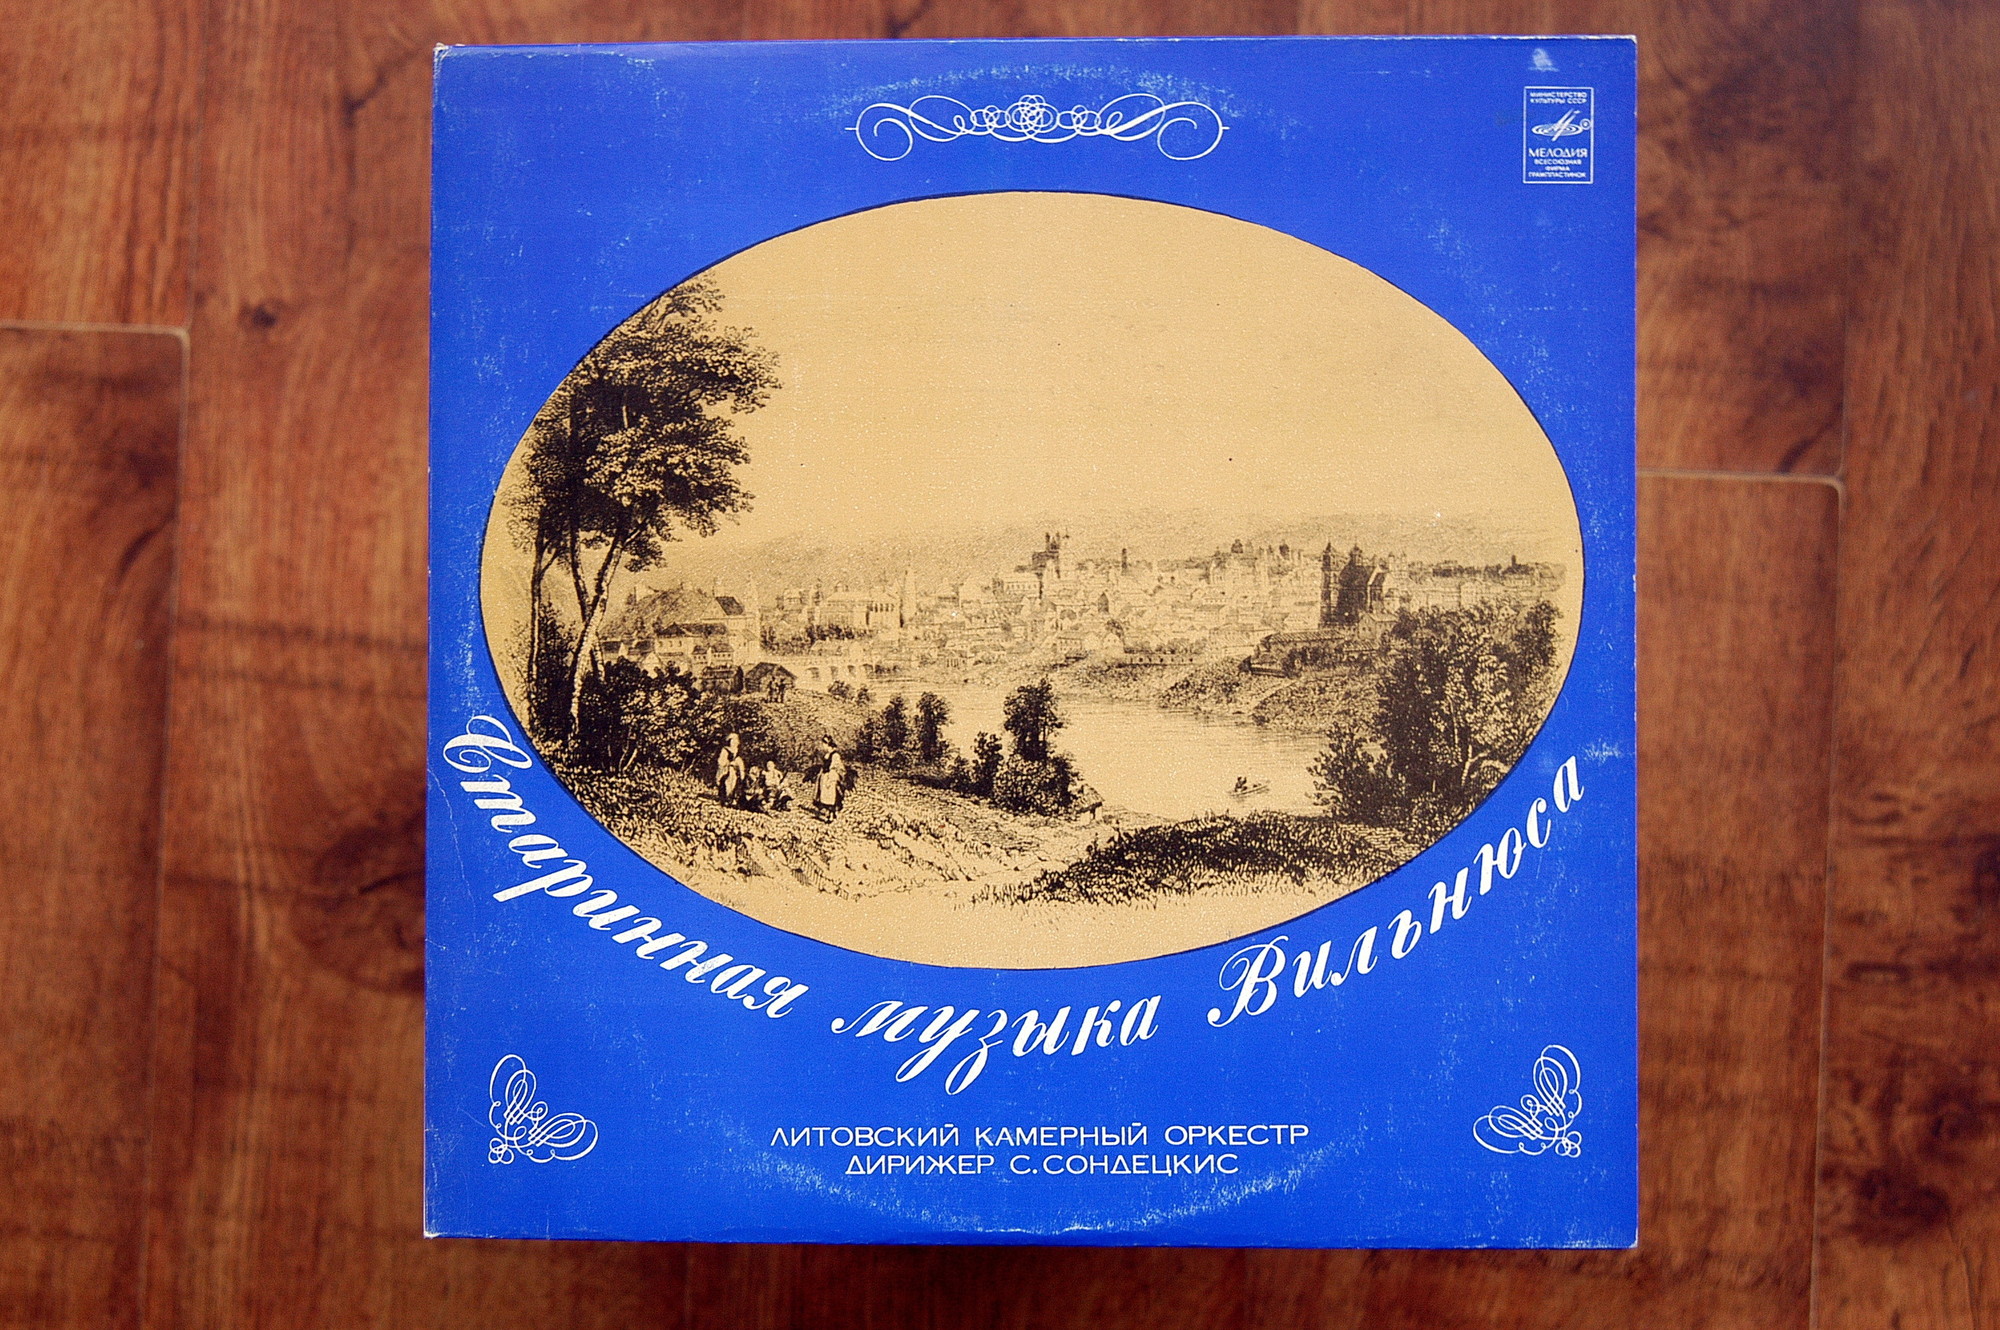 МИНИСТЕРСТВО
КУЛЬТУРЫ СССР
МЕЛОДИЯ
ВСЕСОЮЗНАЯ
ФИРМА
ГРАМПЛАСТИНОК
Старинная музыка Вильнюса
ЛИТОВСКИЙ КАМЕРНЫЙ ОРКЕСТР
ДИРИЖЕР С. СОНДЕЦКИС